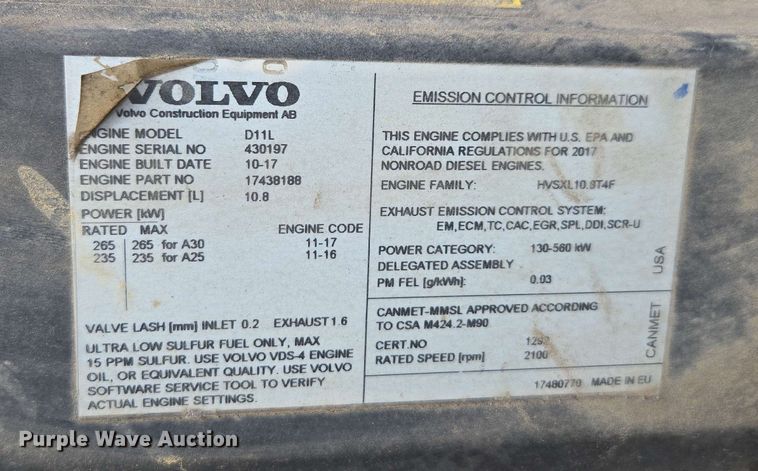 VOLVO
Volvo Construction Equipment AB
ENGINE MODEL D11L
ENGINE SERIAL NO 430197
ENGINE BUILT DATE 10-17
ENGINE PART NO 17438188
DISPLACEMENT [L] 10.8
POWER [kW]
RATED MAX ENGINE CODE
265 265 for A30 11-17
235 235 for A25 11-16
VALVE LASH [mm] INLET 0.2 EXHAUST 1.6
ULTRA LOW SULFUR FUEL ONLY, MAX
15 PPM SULFUR. USE VOLVO VDS-4 ENGINE
OIL, OR EQUIVALENT QUALITY. USE VOLVO
SOFTWARE SERVICE TOOL TO VERIFY
ACTUAL ENGINE SETTINGS.
EMISSION CONTROL INFORMATION
THIS ENGINE COMPLIES WITH U.S. EPA AND
CALIFORNIA REGULATIONS FOR 2017
NONROAD DIESEL ENGINES.
ENGINE FAMILY: HVSXL10.8T4F
EXHAUST EMISSION CONTROL SYSTEM:
EM,ECM,TC,CAC,EGR,SPL,DDI,SCR-U
POWER CATEGORY: 130-560 kW
DELEGATED ASSEMBLY
PM FEL [g/kWh]: 0.03
USA
CANMET-MMSL APPROVED ACCORDING
TO CSA M424.2-M90
CERT.NO
RATED SPEED [rpm] 2100
CANMET
17480770 MADE IN EU
Purple Wave Auction